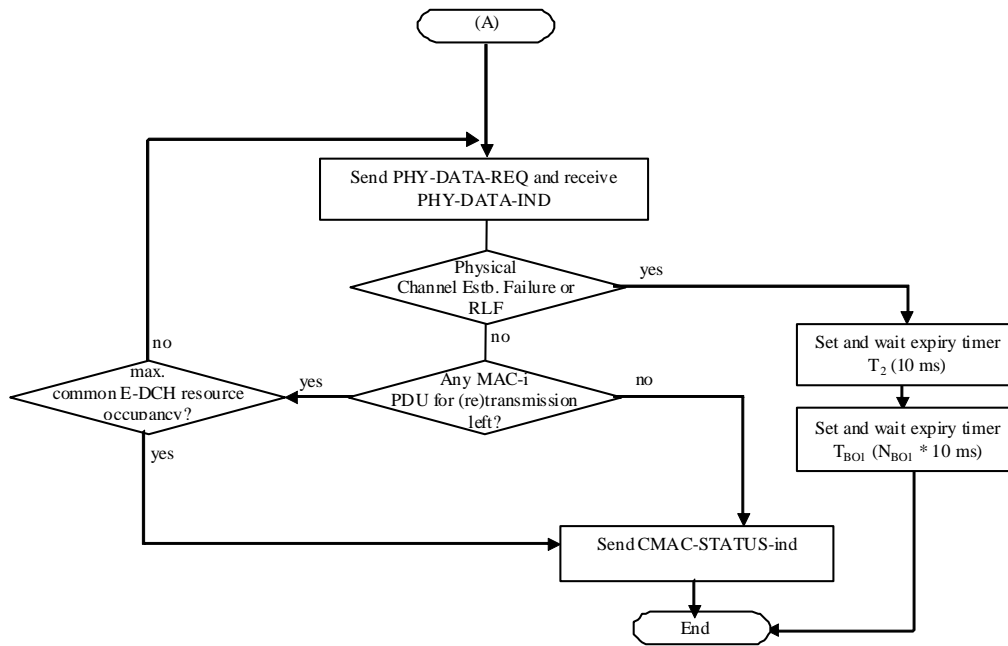 (A)
Send PHY-DATA-REQ and receive
PHY-DATA-IND
Physical
Channel Estb. Failure or
RLF
yes
no
Set and wait expiry timer
T₂ (10 ms)
Set and wait expiry timer
T_BO1 (N_BO1 * 10 ms)
Any MAC-i
PDU for (re)transmission
left?
yes
no
max.
common E-DCH resource
occupancy?
no
yes
Send CMAC-STATUS-ind
End